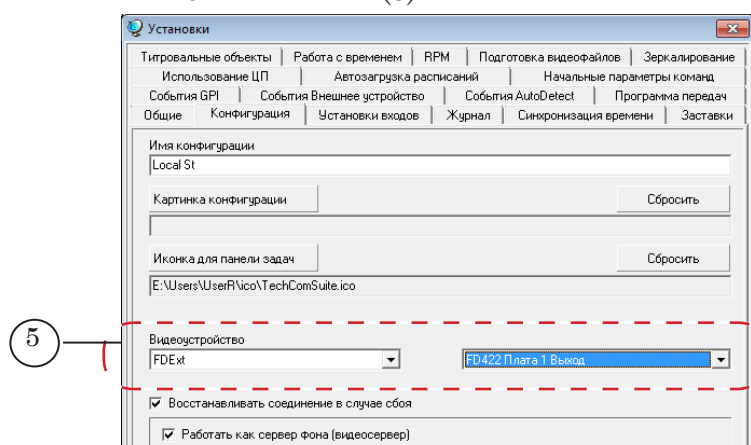 (5)
Установки
Титровальные объекты Работа с временем RPM Подготовка видеофайлов Зеркалирование
Использование ЦП Автозагрузка расписаний Начальные параметры команд
События GPI События Внешнее устройство События AutoDetect Программа передач
Общие Конфигурация Установки входов Журнал Синхронизация времени Заставки
Имя конфигурации
Local St
Картинка конфигурации Сбросить
Иконка для панели задач Сбросить
E:\Users\UserR\ico\TechComSuite.ico
5
Видеоустройство
FDExt FD422 Плата 1 Выход
Восстанавливать соединение в случае сбоя
Работать как сервер фона (видеосервер)